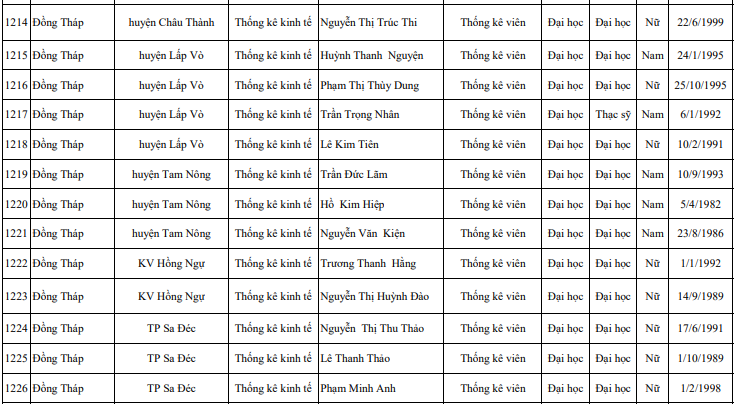 1214 Đồng Tháp huyện Châu Thành Thống kê kinh tế Nguyễn Thị Trúc Thi Thống kê viên Đại học Đại học Nữ 22/6/1999
1215 Đồng Tháp huyện Lấp Vò Thống kê kinh tế Huỳnh Thanh Nguyện Thống kê viên Đại học Đại học Nam 24/1/1995
1216 Đồng Tháp huyện Lấp Vò Thống kê kinh tế Phạm Thị Thùy Dung Thống kê viên Đại học Đại học Nữ 25/10/1995
1217 Đồng Tháp huyện Lấp Vò Thống kê kinh tế Trần Trọng Nhân Thống kê viên Đại học Thạc sỹ Nam 6/1/1992
1218 Đồng Tháp huyện Lấp Vò Thống kê kinh tế Lê Kim Tiên Thống kê viên Đại học Đại học Nữ 10/2/1991
1219 Đồng Tháp huyện Tam Nông Thống kê kinh tế Trần Đức Lãm Thống kê viên Đại học Đại học Nam 10/9/1993
1220 Đồng Tháp huyện Tam Nông Thống kê kinh tế Hồ Kim Hiệp Thống kê viên Đại học Đại học Nam 5/4/1982
1221 Đồng Tháp huyện Tam Nông Thống kê kinh tế Nguyễn Văn Kiện Thống kê viên Đại học Đại học Nam 23/8/1986
1222 Đồng Tháp KV Hồng Ngự Thống kê kinh tế Trương Thanh Hằng Thống kê viên Đại học Đại học Nữ 1/1/1992
1223 Đồng Tháp KV Hồng Ngự Thống kê kinh tế Nguyễn Thị Huỳnh Đào Thống kê viên Đại học Đại học Nữ 14/9/1989
1224 Đồng Tháp TP Sa Đéc Thống kê kinh tế Nguyễn Thị Thu Thảo Thống kê viên Đại học Đại học Nữ 17/6/1991
1225 Đồng Tháp TP Sa Đéc Thống kê kinh tế Lê Thanh Thảo Thống kê viên Đại học Đại học Nữ 1/10/1989
1226 Đồng Tháp TP Sa Đéc Thống kê kinh tế Phạm Minh Anh Thống kê viên Đại học Đại học Nữ 1/2/1998